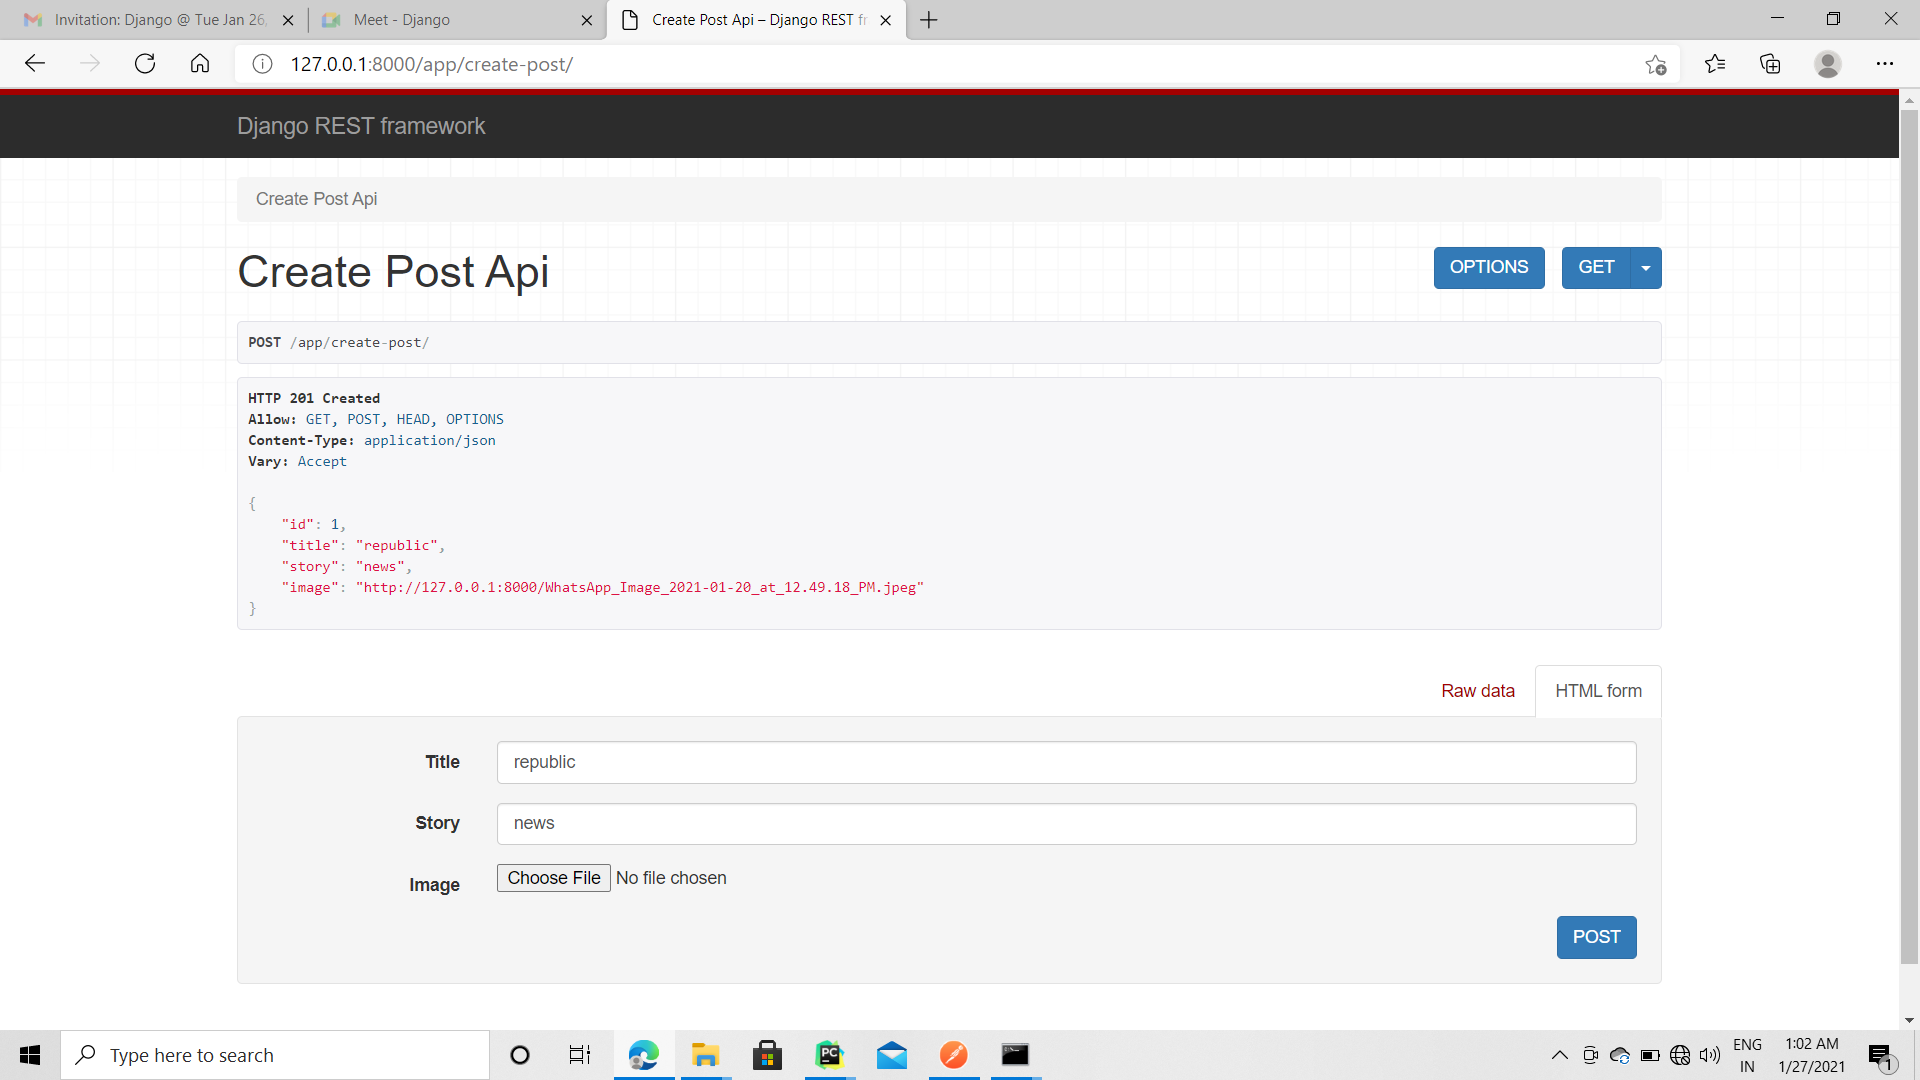 Invitation: Django @ Tue Jan 26,
Meet - Django
Create Post Api – Django REST fr
127.0.0.1:8000/app/create-post/
Django REST framework
Create Post Api
Create Post Api
OPTIONS
GET
POST /app/create-post/
HTTP 201 Created
Allow: GET, POST, HEAD, OPTIONS
Content-Type: application/json
Vary: Accept
{
"id": 1,
"title": "republic",
"story": "news",
"image": "http://127.0.0.1:8000/WhatsApp_Image_2021-01-20_at_12.49.18_PM.jpeg"
}
Raw data
HTML form
Title
republic
Story
news
Image
Choose File No file chosen
POST
Type here to search
PC
ENG
IN
1:02 AM
1/27/2021
1